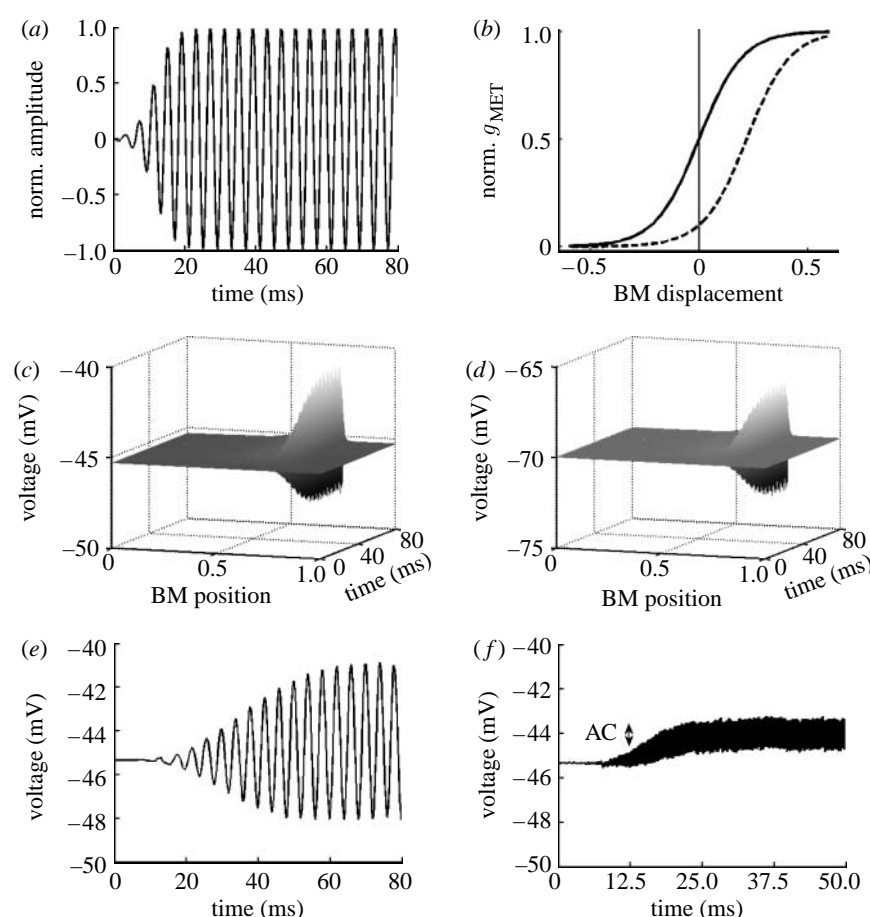 (a)
norm. amplitude
1.0
0.5
0
−0.5
−1.0
0 10 20 30 40 50 60 70 80
time (ms)
(b)
norm. gMET
1.0
0.5
0
−0.5 0 0.5
BM displacement
(c)
voltage (mV)
−40
−45
−50
0 0.5 1.0
BM position
0 40 80
time (ms)
(d)
voltage (mV)
−65
−70
−75
0 0.5 1.0
BM position
0 40 80
time (ms)
(e)
voltage (mV)
−40
−42
−44
−46
−48
−50
0 20 40 60 80
time (ms)
(f)
voltage (mV)
−40
−42
−44
−46
−48
−50
AC
0 12.5 25.0 37.5 50.0
time (ms)